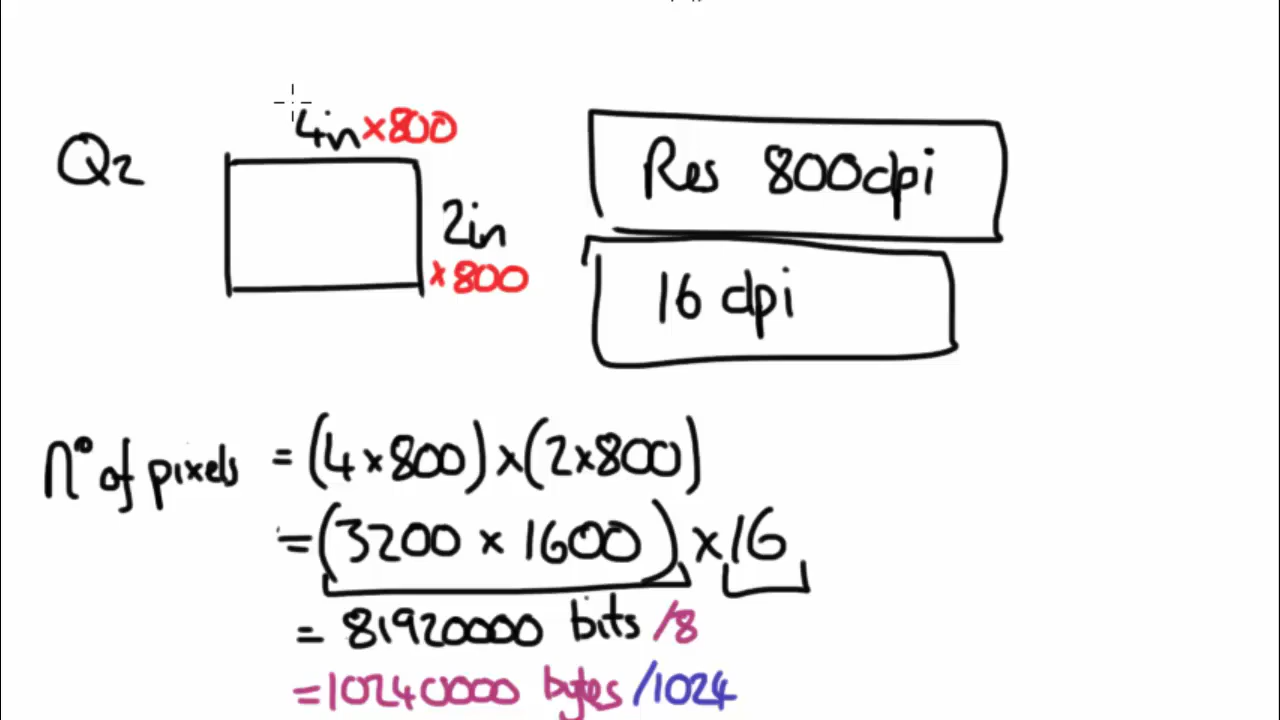 4in ×800
Q2
Res 800dpi
2in
×800
16 dpi
nº of pixels = (4×800)×(2×800)
= (3200 × 1600) ×16
= 81920000 bits /8
= 10240000 bytes /1024